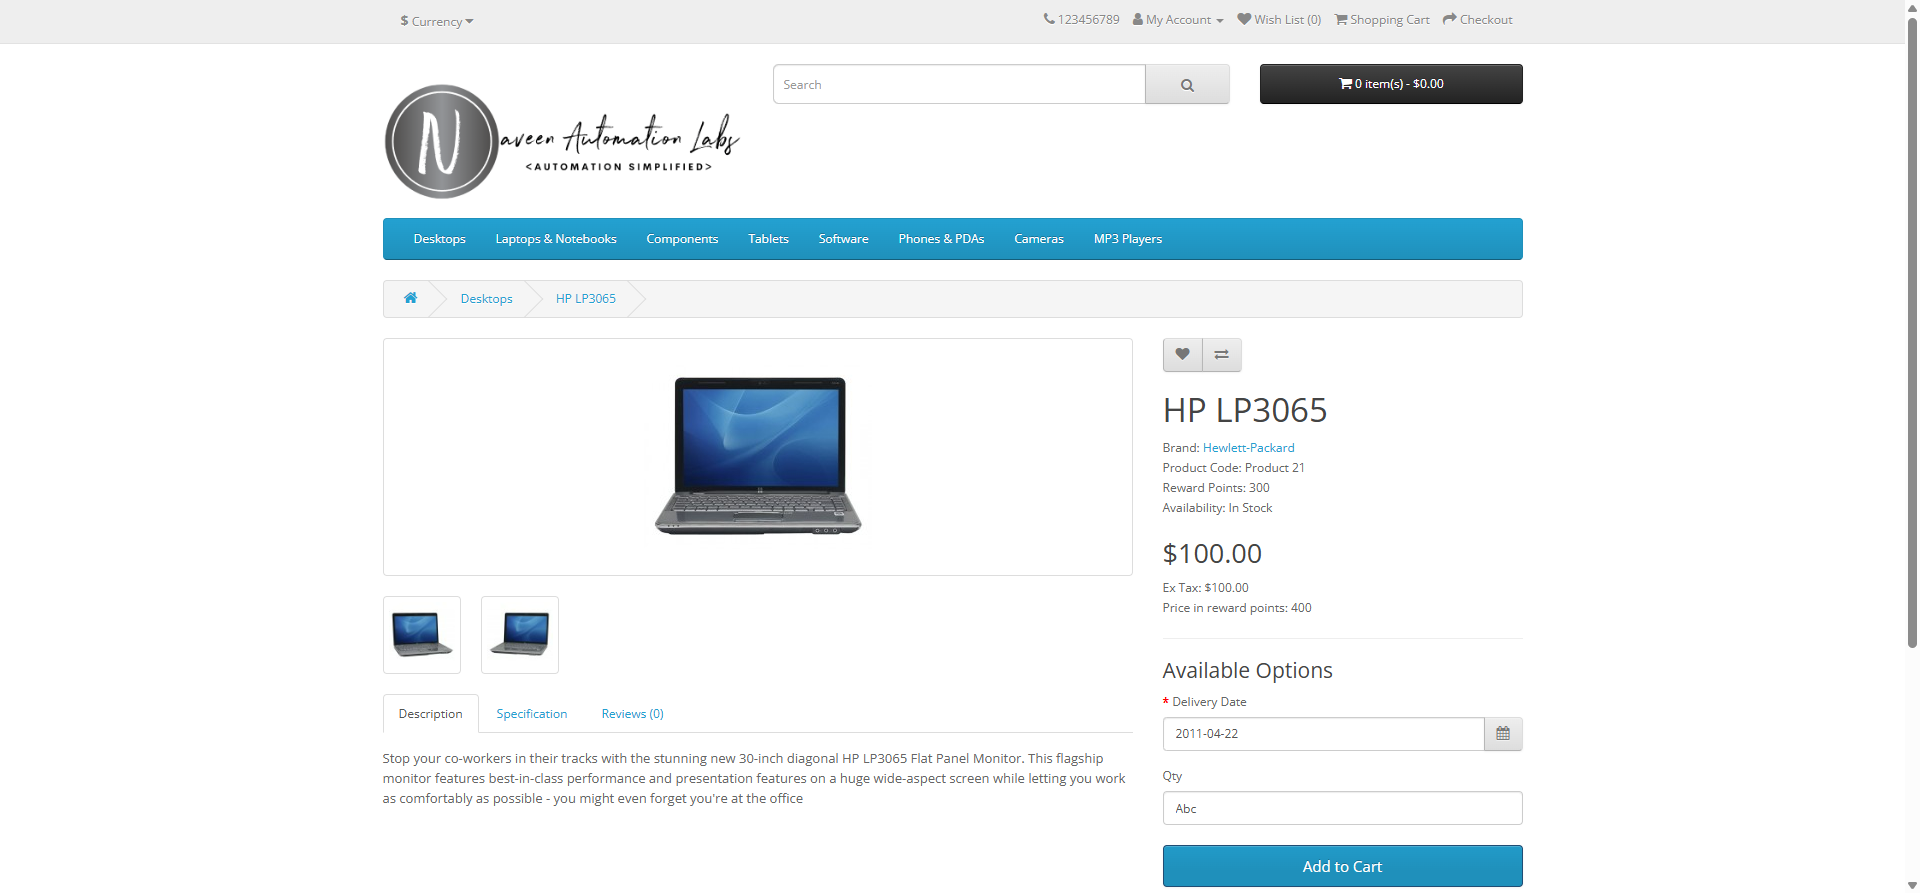 $ Currency
123456789 My Account Wish List (0) Shopping Cart Checkout
Search
0 item(s) - $0.00
N
aveen Automation Labs
<AUTOMATION SIMPLIFIED>
Desktops Laptops & Notebooks Components Tablets Software Phones & PDAs Cameras MP3 Players
Desktops HP LP3065
HP LP3065
Brand: Hewlett-Packard
Product Code: Product 21
Reward Points: 300
Availability: In Stock
$100.00
Ex Tax: $100.00
Price in reward points: 400
Available Options
* Delivery Date
2011-04-22
Qty
Abc
Add to Cart
Description Specification Reviews (0)
Stop your co-workers in their tracks with the stunning new 30-inch diagonal HP LP3065 Flat Panel Monitor. This flagship
monitor features best-in-class performance and presentation features on a huge wide-aspect screen while letting you work
as comfortably as possible - you might even forget you're at the office